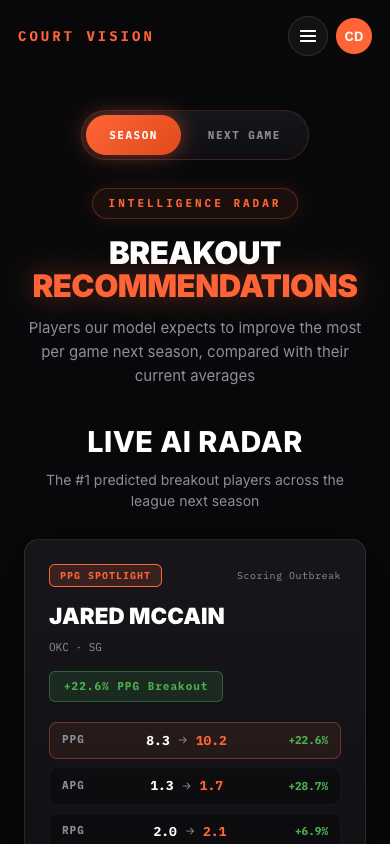 COURT VISION
CD
SEASON
NEXT GAME
INTELLIGENCE RADAR
BREAKOUT
RECOMMENDATIONS
Players our model expects to improve the most
per game next season, compared with their
current averages
LIVE AI RADAR
The #1 predicted breakout players across the
league next season
PPG SPOTLIGHT
Scoring Outbreak
JARED MCCAIN
OKC · SG
+22.6% PPG Breakout
PPG 8.3 → 10.2 +22.6%
APG 1.3 → 1.7 +28.7%
RPG 2.0 → 2.1 +6.9%